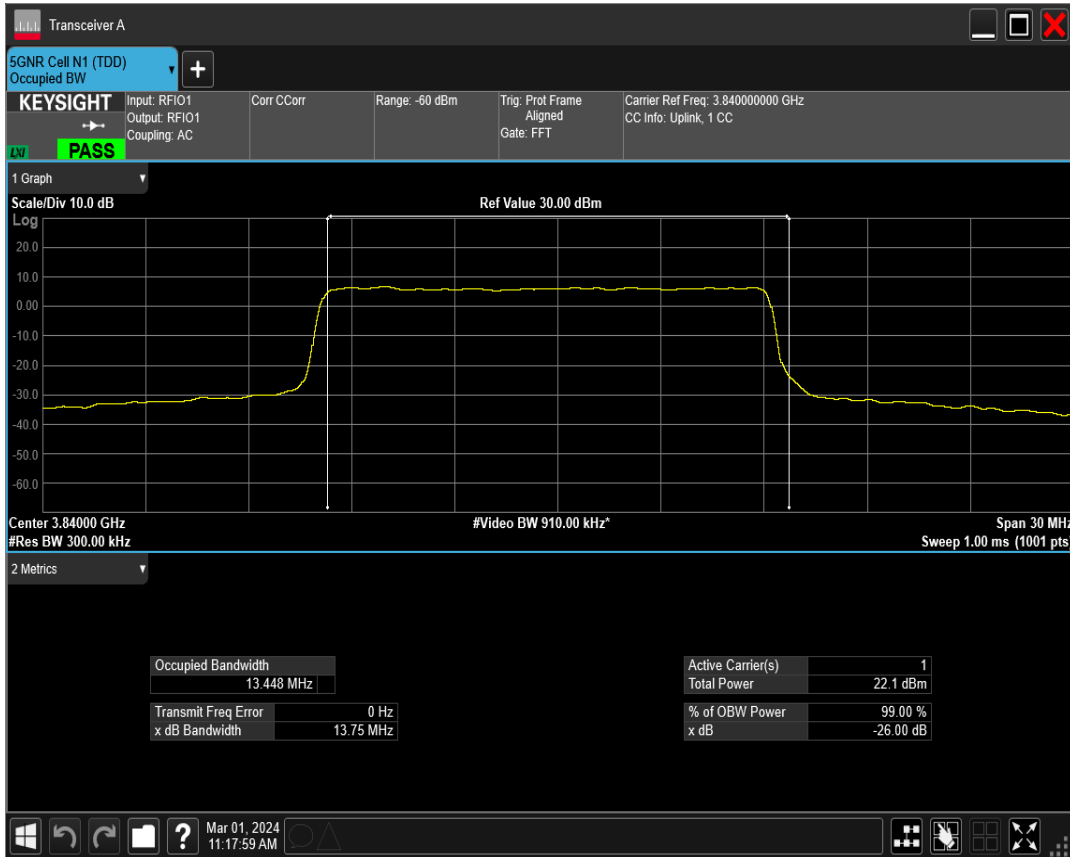 Transceiver A
5GNR Cell N1 (TDD)
Occupied BW
+
KEYSIGHT
LXI
PASS
Input: RFIO1
Output: RFIO1
Coupling: AC
Corr CCorr
Range: -60 dBm
Trig: Prot Frame
Aligned
Gate: FFT
Carrier Ref Freq: 3.840000000 GHz
CC Info: Uplink, 1 CC
1 Graph
Scale/Div 10.0 dB
Ref Value 30.00 dBm
Log
20.0
10.0
0.00
-10.0
-20.0
-30.0
-40.0
-50.0
-60.0
Center 3.84000 GHz
#Video BW 910.00 kHz*
Span 30 MHz
#Res BW 300.00 kHz
Sweep 1.00 ms (1001 pts)
2 Metrics
Occupied Bandwidth
13.448 MHz
Transmit Freq Error 0 Hz
x dB Bandwidth 13.75 MHz
Active Carrier(s) 1
Total Power 22.1 dBm
% of OBW Power 99.00 %
x dB -26.00 dB
?
Mar 01, 2024
11:17:59 AM